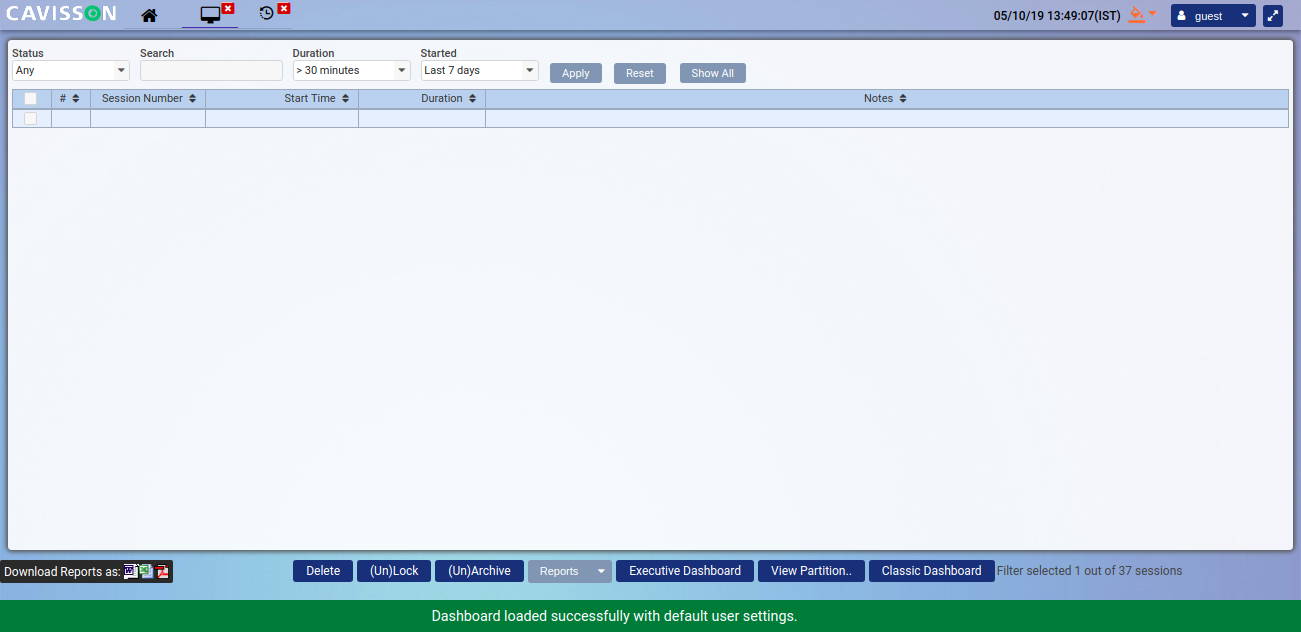 CAVISSON
05/10/19 13:49:07(IST)
guest
Status
Search
Duration
Started
Any
> 30 minutes
Last 7 days
Apply
Reset
Show All
#
Session Number
Start Time
Duration
Notes
Download Reports as:
Delete
(Un)Lock
(Un)Archive
Reports
Executive Dashboard
View Partition..
Classic Dashboard
Filter selected 1 out of 37 sessions
Dashboard loaded successfully with default user settings.